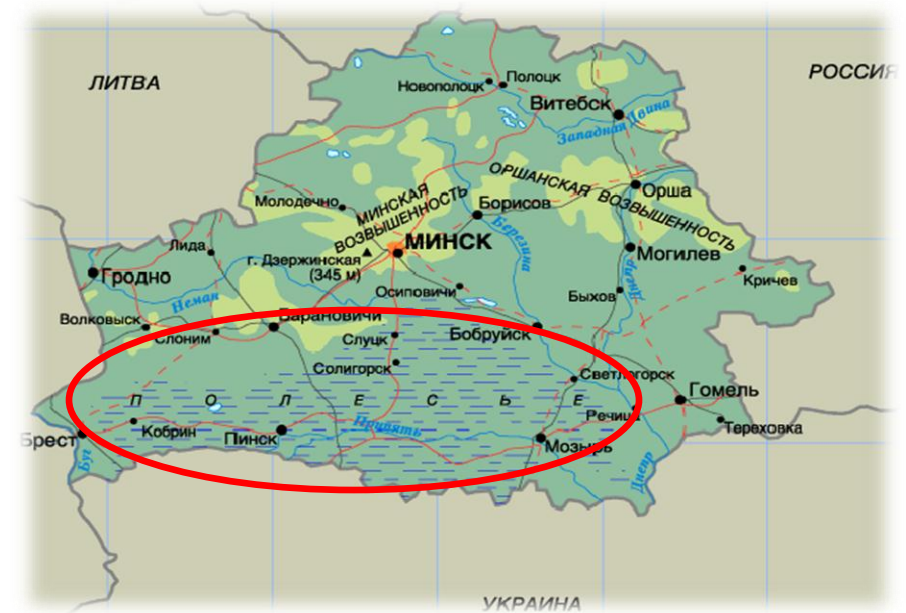 ЛИТВА
РОССИЯ
Новополоцк
Полоцк
Витебск
Западная Двина
ОРШАНСКАЯ ВОЗВЫШЕННОСТЬ
Орша
Молодечно
МИНСКАЯ
ВОЗВЫШЕННОСТЬ
Борисов
Березина
МИНСК
Лида
г. Дзержинская
(345 м)
Могилев
Днепр
Гродно
Неман
Осиповичи
Быхов
Кричев
Волковыск
Слоним
Барановичи
Слуцк
Бобруйск
Солигорск
Светлогорск
Гомель
ПОЛЕСЬЕ
Речица
Тереховка
Брест
Кобрин
Пинск
Припять
Мозырь
Буг
Днепр
УКРАИНА